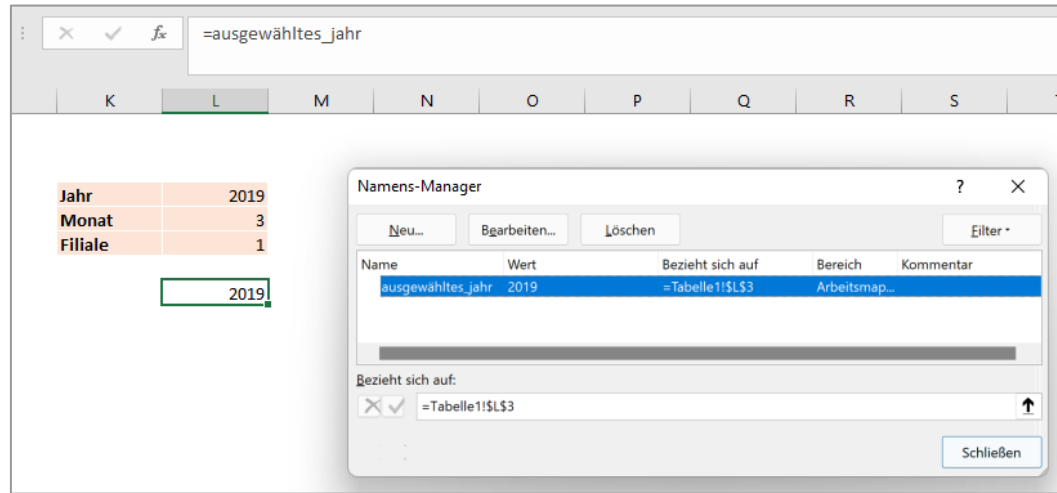 fx =ausgewähltes_jahr
K L M N O P Q R S
Jahr 2019
Monat 3
Filiale 1
2019
Namens-Manager ? X
Neu... Bearbeiten... Löschen Filter
Name Wert Bezieht sich auf Bereich Kommentar
ausgewähltes_jahr 2019 =Tabelle1!$L$3 Arbeitsmap...
Bezieht sich auf:
=Tabelle1!$L$3
Schließen